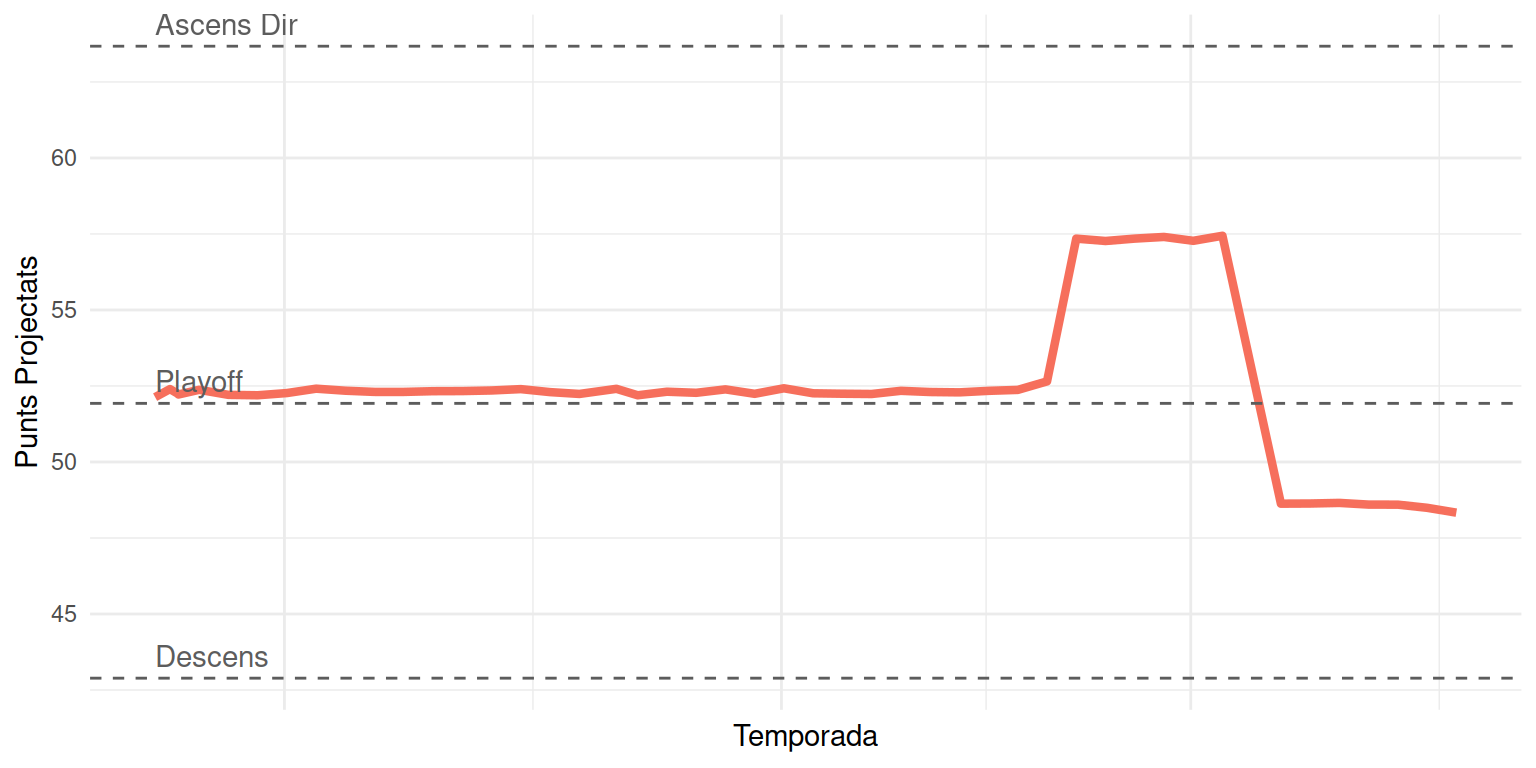 Ascens Dir
60
55
Playoff
50
45
Descens
Punts Projectats
Temporada